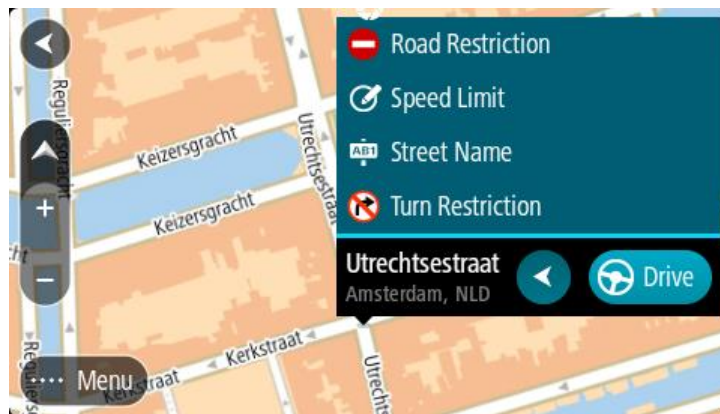 Road Restriction
Speed Limit
AB1
Street Name
Turn Restriction
Utrechtsestraat
Amsterdam, NLD
Drive
Reguliersgracht
Keizersgracht
Utrechtsestraat
Keizersgracht
Kerkstraat
Kerkstraat
Menu